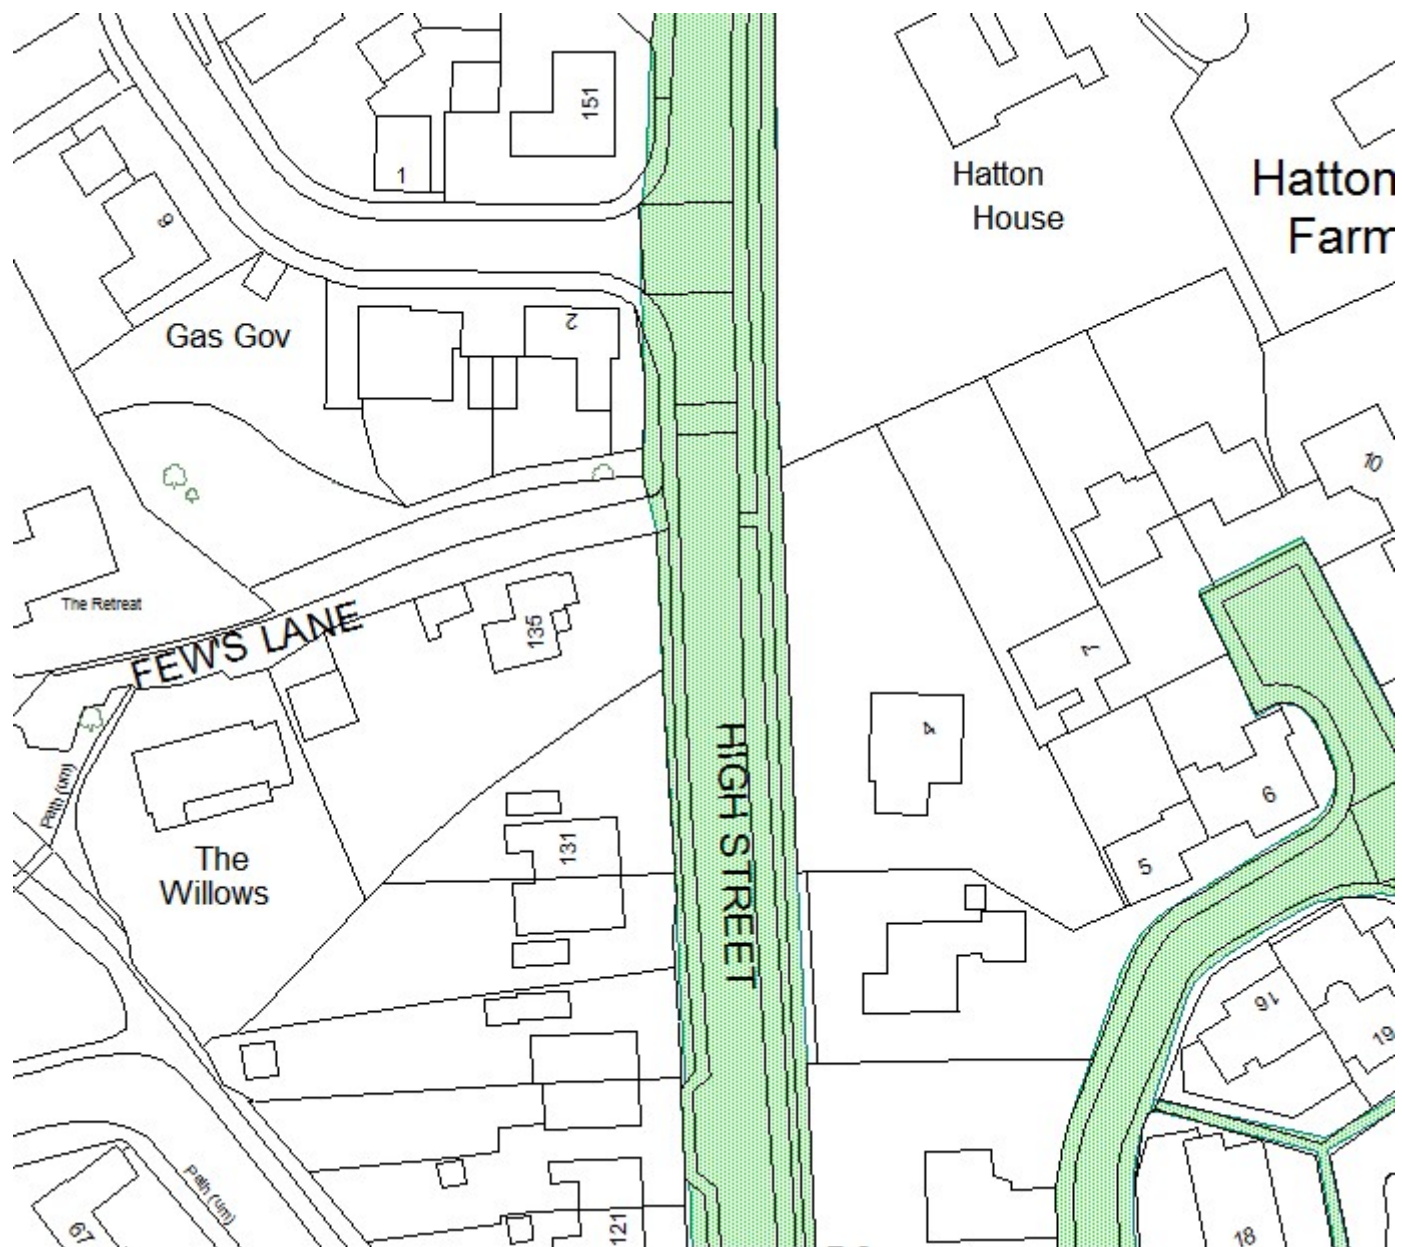 151
1
Hatton
House
Hatton
Farm
9
Gas Gov
2
10
The Retreat
FEW'S LANE
135
7
HIGH STREET
4
Path (um)
6
131
5
The
Willows
16
19
Path (um)
67
121
18